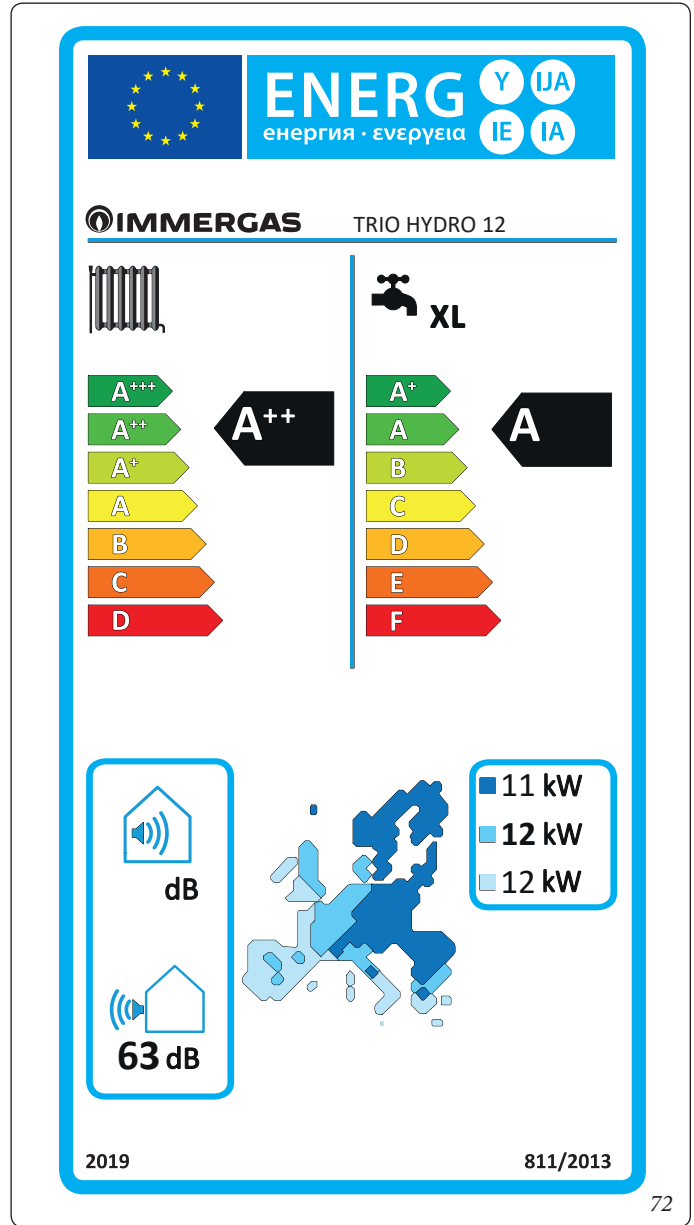 ENERG Y IJA
енергия · ενεργεια IE IA
IMMERGAS TRIO HYDRO 12
XL
A+++
A++
A+
A
B
C
D
A++
A+
A
B
C
D
E
F
A
dB
63 dB
11 kW
12 kW
12 kW
2019 811/2013
72